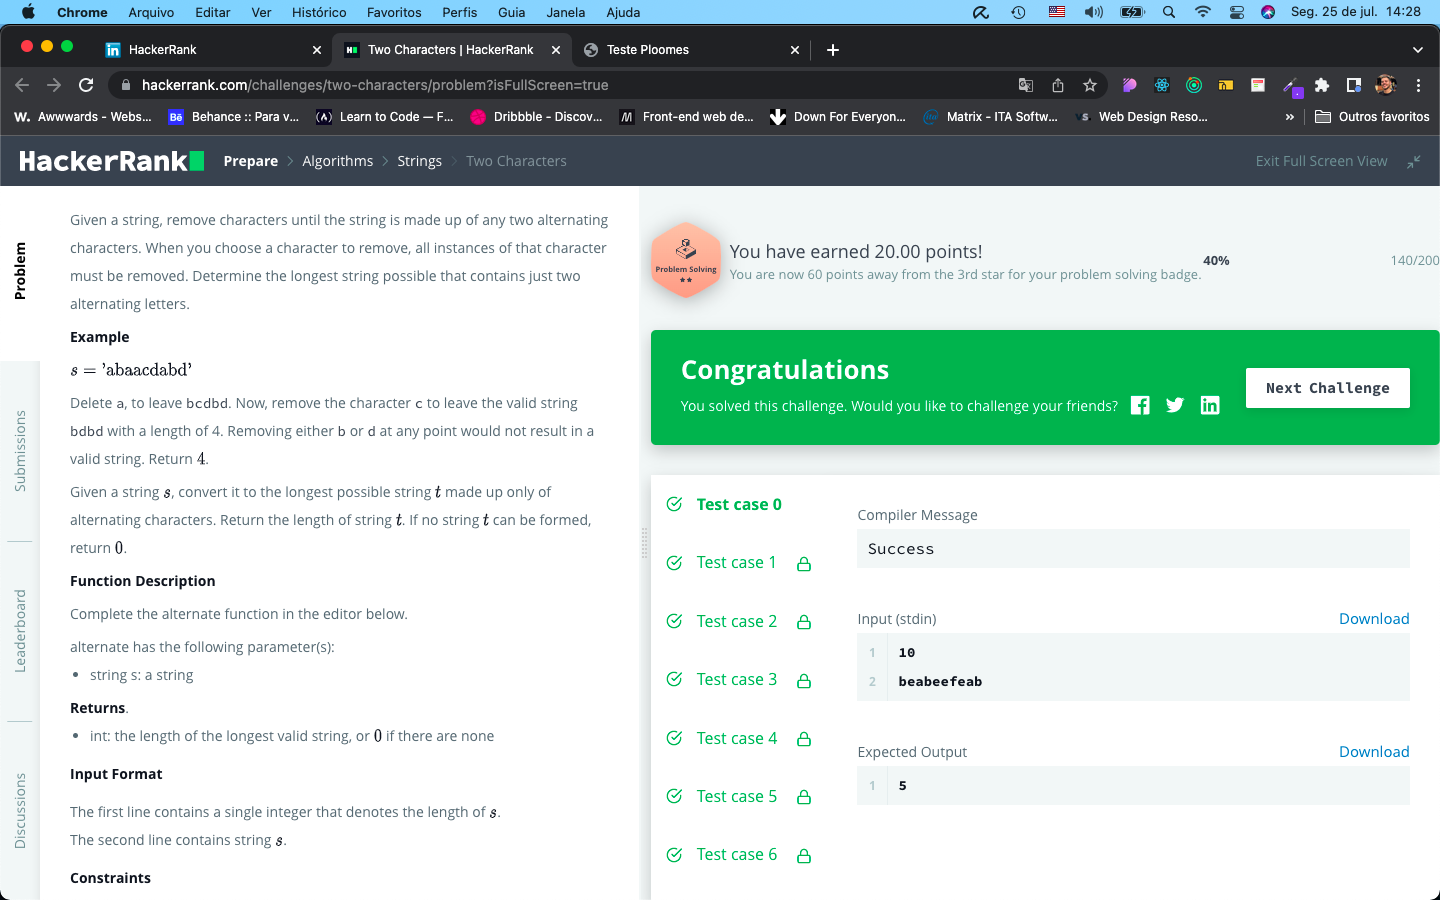 Chrome Arquivo Editar Ver Histórico Favoritos Perfis Guia Janela Ajuda Seg. 25 de jul. 14:28
HackerRank Two Characters | HackerRank Teste Ploomes
hackerrank.com/challenges/two-characters/problem?isFullScreen=true
Awwwards - Webs... Behance :: Para v... Learn to Code — F... Dribbble - Discov... Front-end web de... Down For Everyon... Matrix - ITA Softw... Web Design Reso... » Outros favoritos
HackerRank Prepare Algorithms Strings Two Characters Exit Full Screen View
Problem
Submissions
Leaderboard
Discussions
Given a string, remove characters until the string is made up of any two alternating
characters. When you choose a character to remove, all instances of that character
must be removed. Determine the longest string possible that contains just two
alternating letters.
Example
s = 'abaacdabd'
Delete a, to leave bcdbd. Now, remove the character c to leave the valid string
bdbd with a length of 4. Removing either b or d at any point would not result in a
valid string. Return 4.
Given a string s, convert it to the longest possible string t made up only of
alternating characters. Return the length of string t. If no string t can be formed,
return 0.
Function Description
Complete the alternate function in the editor below.
alternate has the following parameter(s):
• string s: a string
Returns.
• int: the length of the longest valid string, or 0 if there are none
Input Format
The first line contains a single integer that denotes the length of s.
The second line contains string s.
Constraints
Problem Solving
You have earned 20.00 points!
You are now 60 points away from the 3rd star for your problem solving badge.
40%
140/200
Congratulations
You solved this challenge. Would you like to challenge your friends?
Next Challenge
Test case 0
Test case 1
Test case 2
Test case 3
Test case 4
Test case 5
Test case 6
Compiler Message
Success
Input (stdin) Download
1 10
2 beabeefeab
Expected Output Download
1 5